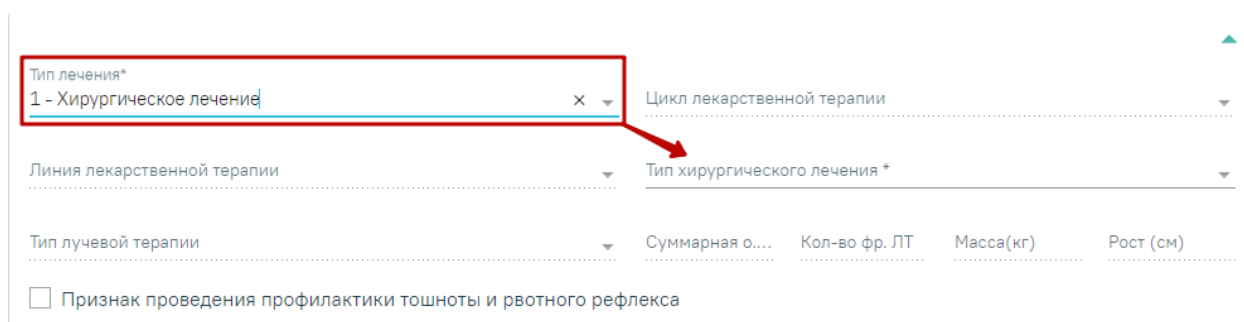 Тип лечения*
1 - Хирургическое лечение
Цикл лекарственной терапии
Линия лекарственной терапии
Тип хирургического лечения *
Тип лучевой терапии
Суммарная о.... Кол-во фр. ЛТ Масса(кг) Рост (см)
Признак проведения профилактики тошноты и рвотного рефлекса